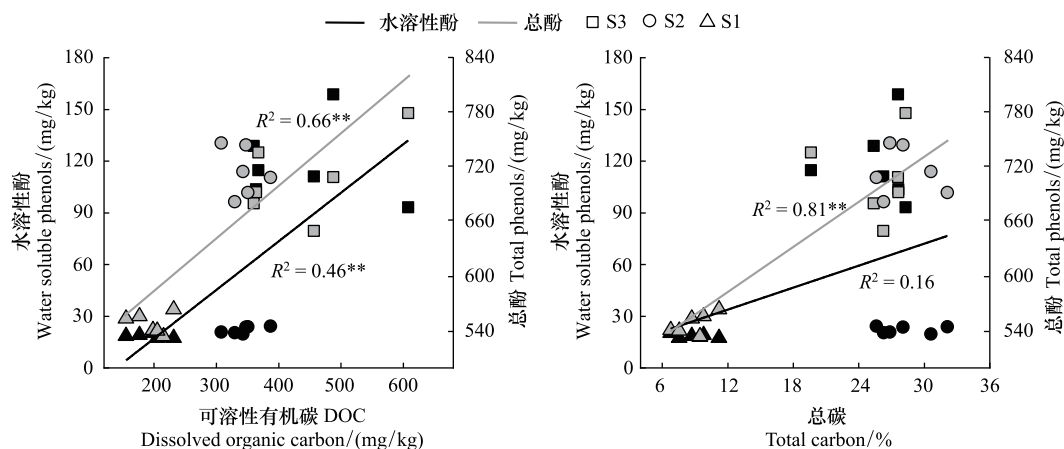 水溶性酚 总酚 S3 S2 S1
180
150
120
90
60
30
0
水溶性酚
Water soluble phenols/(mg/kg)
840
780
720
660
600
540
总酚 Total phenols/(mg/kg)
R² = 0.66**
R² = 0.46**
200 300 400 500 600
可溶性有机碳 DOC
Dissolved organic carbon/(mg/kg)
180
150
120
90
60
30
0
水溶性酚
Water soluble phenols/(mg/kg)
840
780
720
660
600
540
总酚 Total phenols/(mg/kg)
R² = 0.81**
R² = 0.16
6 12 18 24 30 36
总碳
Total carbon/%